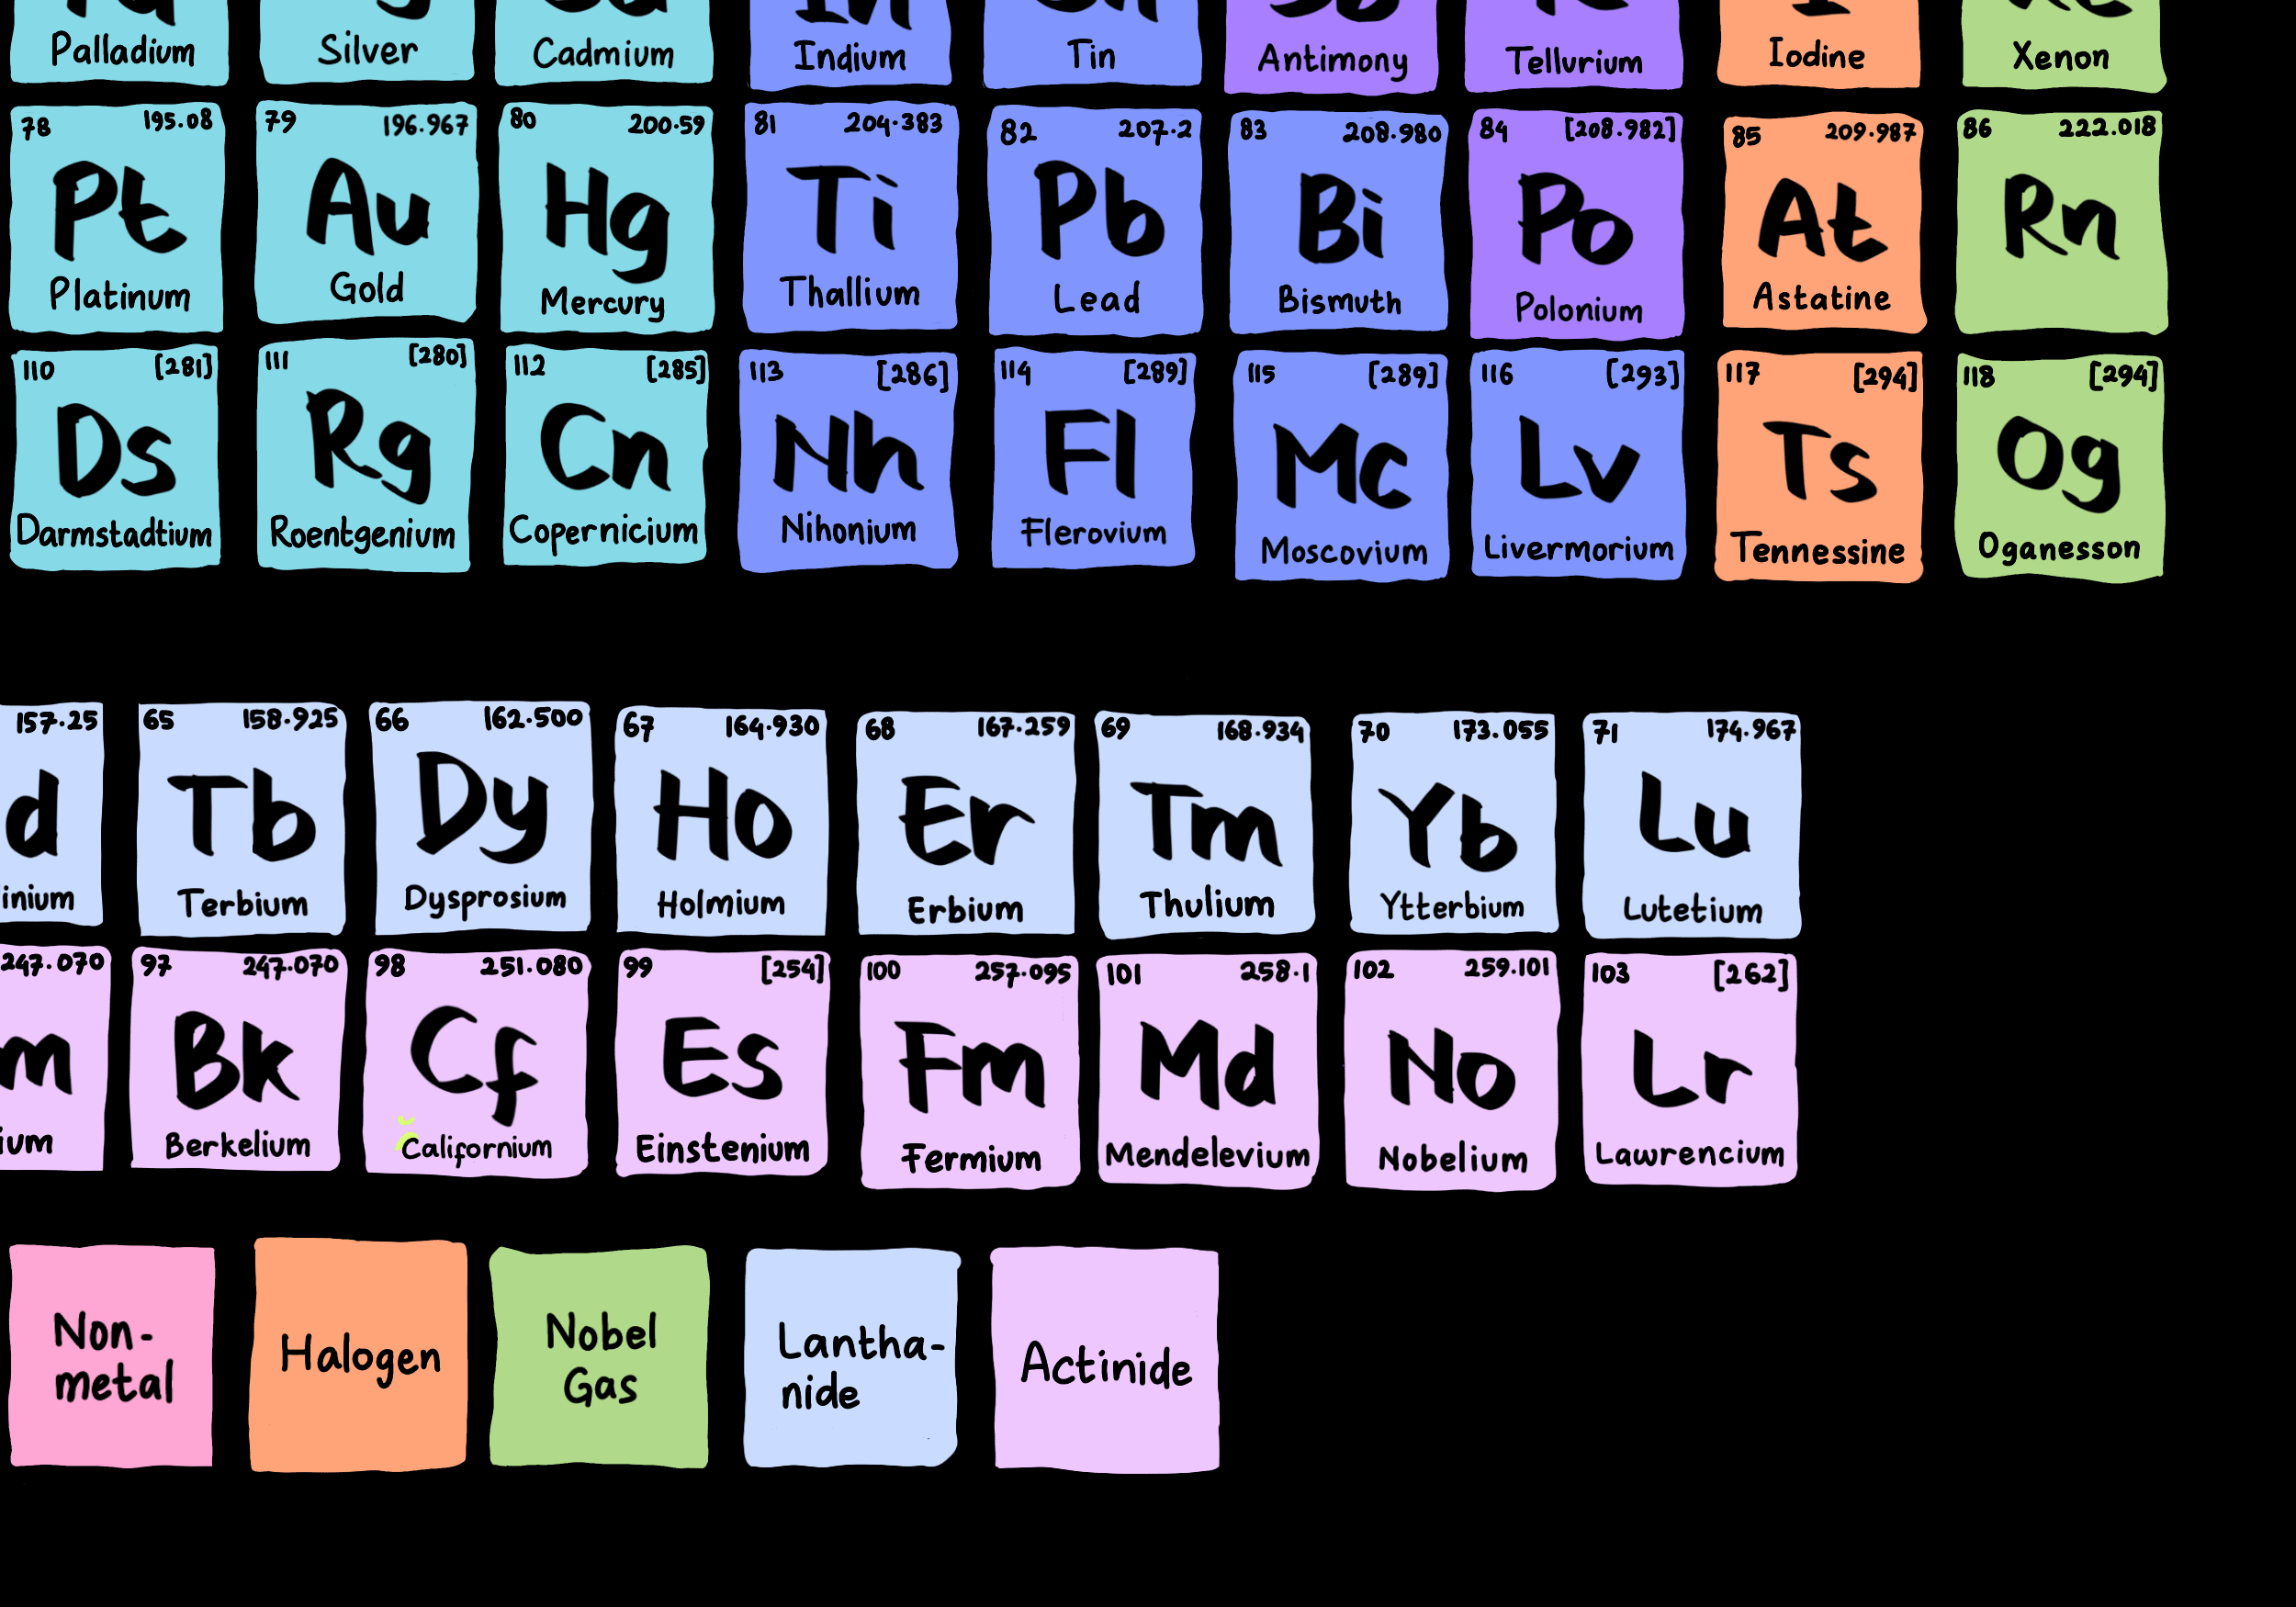 Palladium Silver Cadmium Indium Tin Antimony Tellurium Iodine Xenon
78 195.08 79 196.967 80 200.59 81 204.383 82 207.2 83 208.980 84 [208.982] 85 209.987 86 222.018
Pt Au Hg Ti Pb Bi Po At Rn
Platinum Gold Mercury Thallium Lead Bismuth Polonium Astatine
110 [281] 111 [280] 112 [285] 113 [286] 114 [289] 115 [289] 116 [293] 117 [294] 118 [294]
Ds Rg Cn Nh Fl Mc Lv Ts Og
Darmstadtium Roentgenium Copernicium Nihonium Flerovium Moscovium Livermorium Tennessine Oganesson
157.25 65 158.925 66 162.500 67 164.930 68 167.259 69 168.934 70 173.055 71 174.967
d Tb Dy Ho Er Tm Yb Lu
inium Terbium Dysprosium Holmium Erbium Thulium Ytterbium Lutetium
247.070 97 247.070 98 251.080 99 [254] 100 257.095 101 258.1 102 259.101 103 [262]
m Bk Cf Es Fm Md No Lr
ium Berkelium Californium Einstenium Fermium Mendelevium Nobelium Lawrencium
Non-
metal
Halogen
Nobel
Gas
Lantha-
nide
Actinide